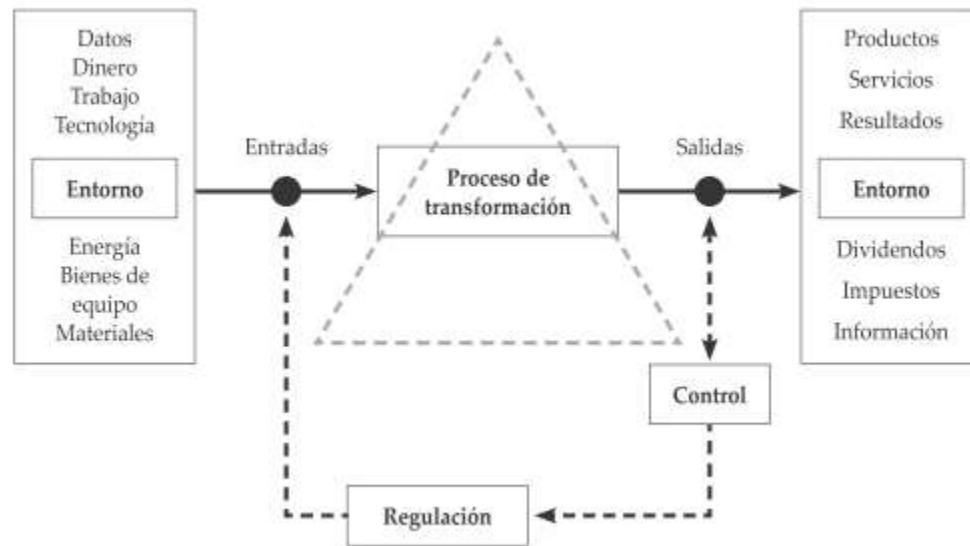 Datos
Dinero
Trabajo
Tecnología
Entorno
Energía
Bienes de
equipo
Materiales
Entradas
Proceso de
transformación
Salidas
Control
Regulación
Productos
Servicios
Resultados
Entorno
Dividendos
Impuestos
Información